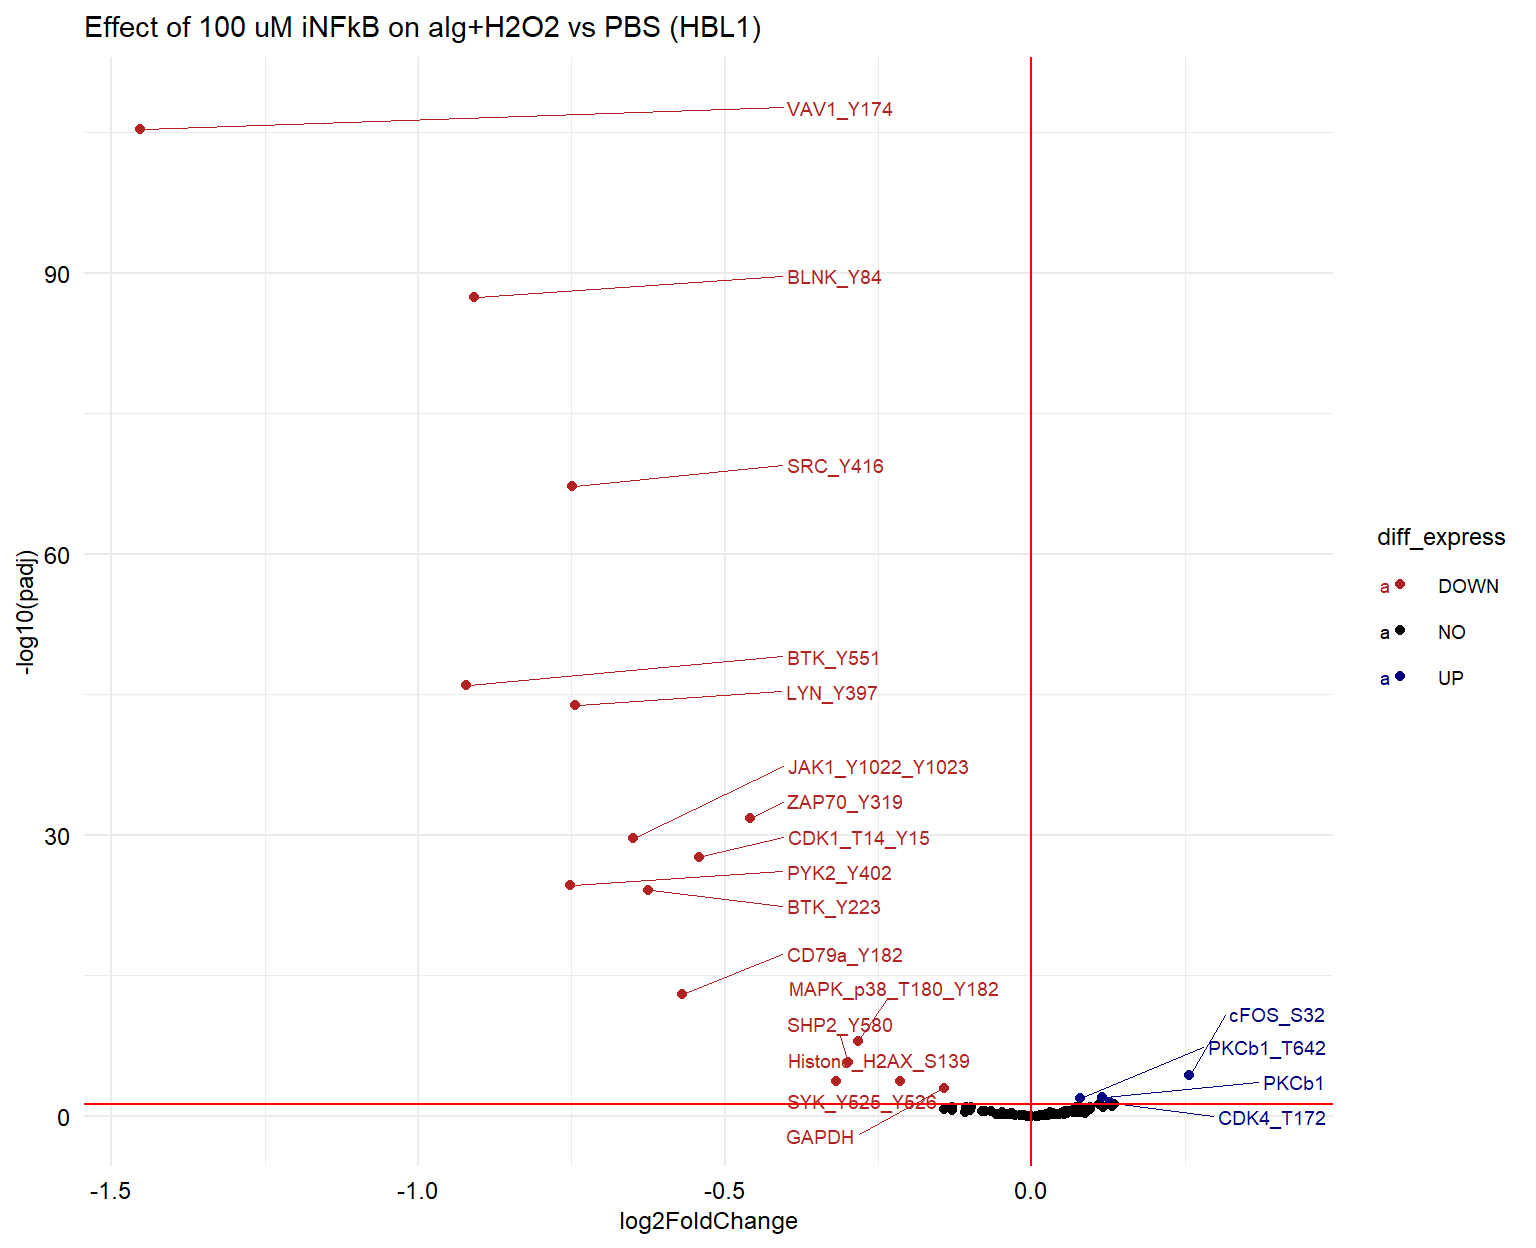 Effect of 100 uM iNFkB on alg+H2O2 vs PBS (HBL1)
VAV1_Y174
BLNK_Y84
SRC_Y416
BTK_Y551
LYN_Y397
JAK1_Y1022_Y1023
ZAP70_Y319
CDK1_T14_Y15
PYK2_Y402
BTK_Y223
CD79a_Y182
MAPK_p38_T180_Y182
SHP2_Y580
Histone_H2AX_S139
SYK_Y525_Y526
GAPDH
cFOS_S32
PKCb1_T642
PKCb1
CDK4_T172
90
60
30
0
-log10(padj)
-1.5
-1.0
-0.5
0.0
log2FoldChange
diff_express
a DOWN
a NO
a UP